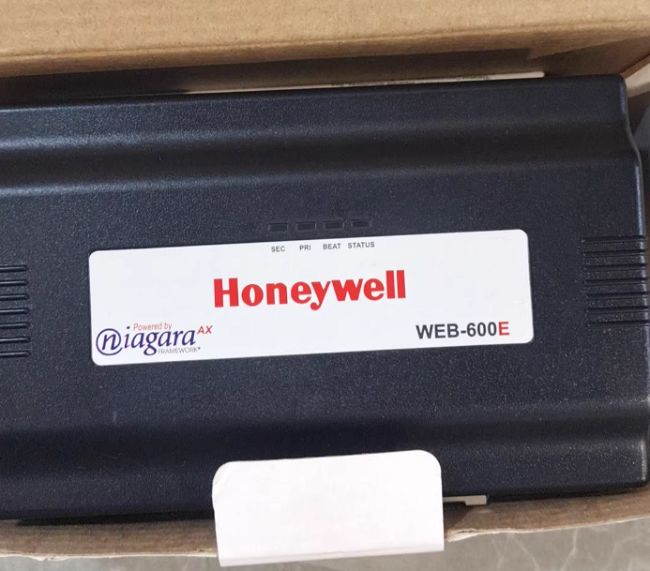 SEC PRI BEAT STATUS
Honeywell
Powered by
niagara AX
FRAMEWORK®
WEB-600E